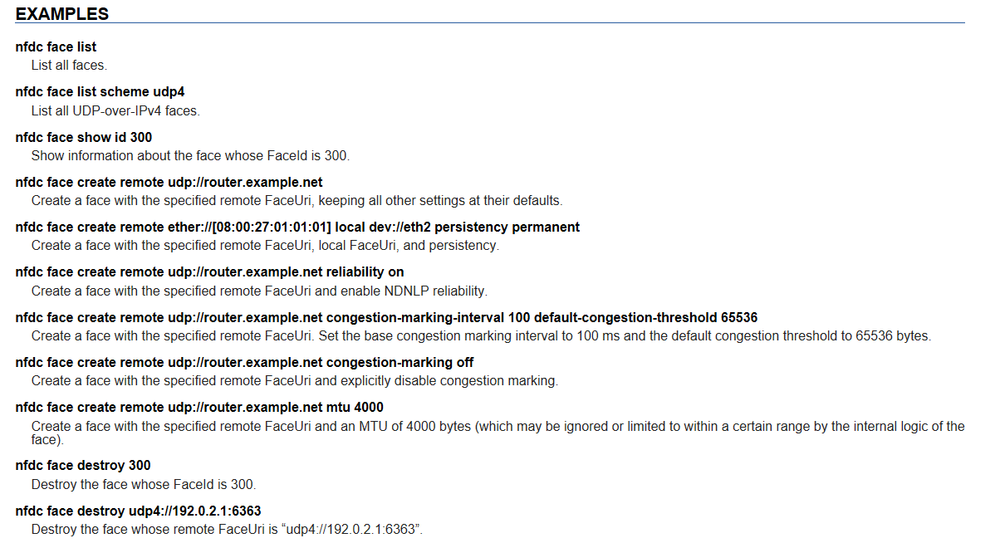 EXAMPLES
nfdc face list
List all faces.
nfdc face list scheme udp4
List all UDP-over-IPv4 faces.
nfdc face show id 300
Show information about the face whose FaceId is 300.
nfdc face create remote udp://router.example.net
Create a face with the specified remote FaceUri, keeping all other settings at their defaults.
nfdc face create remote ether://[08:00:27:01:01:01] local dev://eth2 persistency permanent
Create a face with the specified remote FaceUri, local FaceUri, and persistency.
nfdc face create remote udp://router.example.net reliability on
Create a face with the specified remote FaceUri and enable NDNLP reliability.
nfdc face create remote udp://router.example.net congestion-marking-interval 100 default-congestion-threshold 65536
Create a face with the specified remote FaceUri. Set the base congestion marking interval to 100 ms and the default congestion threshold to 65536 bytes.
nfdc face create remote udp://router.example.net congestion-marking off
Create a face with the specified remote FaceUri and explicitly disable congestion marking.
nfdc face create remote udp://router.example.net mtu 4000
Create a face with the specified remote FaceUri and an MTU of 4000 bytes (which may be ignored or limited to within a certain range by the internal logic of the
face).
nfdc face destroy 300
Destroy the face whose FaceId is 300.
nfdc face destroy udp4://192.0.2.1:6363
Destroy the face whose remote FaceUri is “udp4://192.0.2.1:6363”.